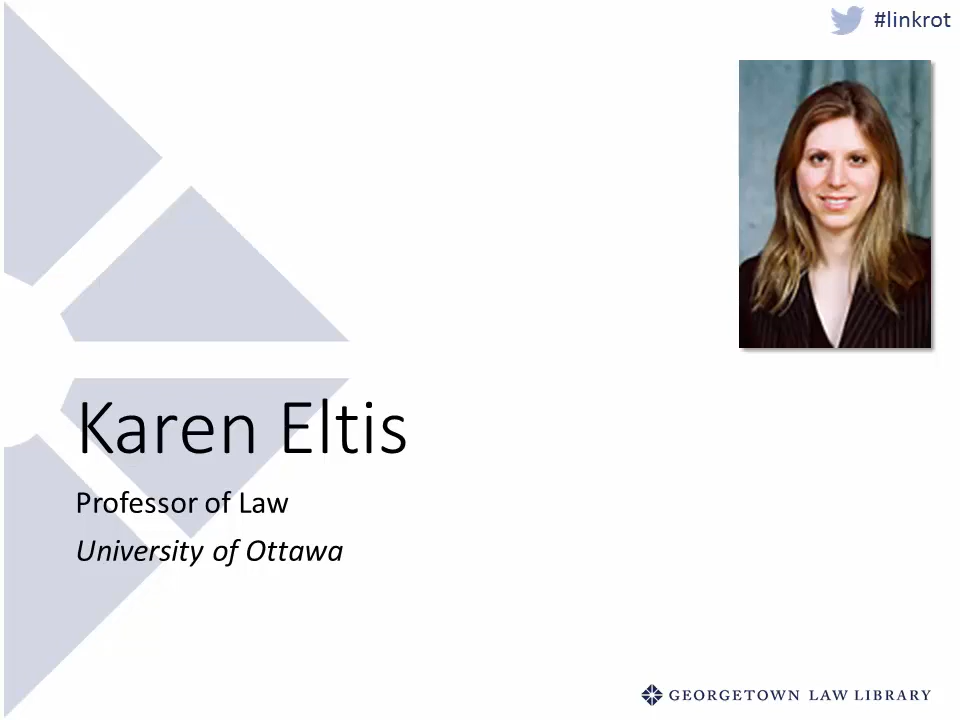 #linkrot
Karen Eltis
Professor of Law
University of Ottawa
GEORGETOWN LAW LIBRARY